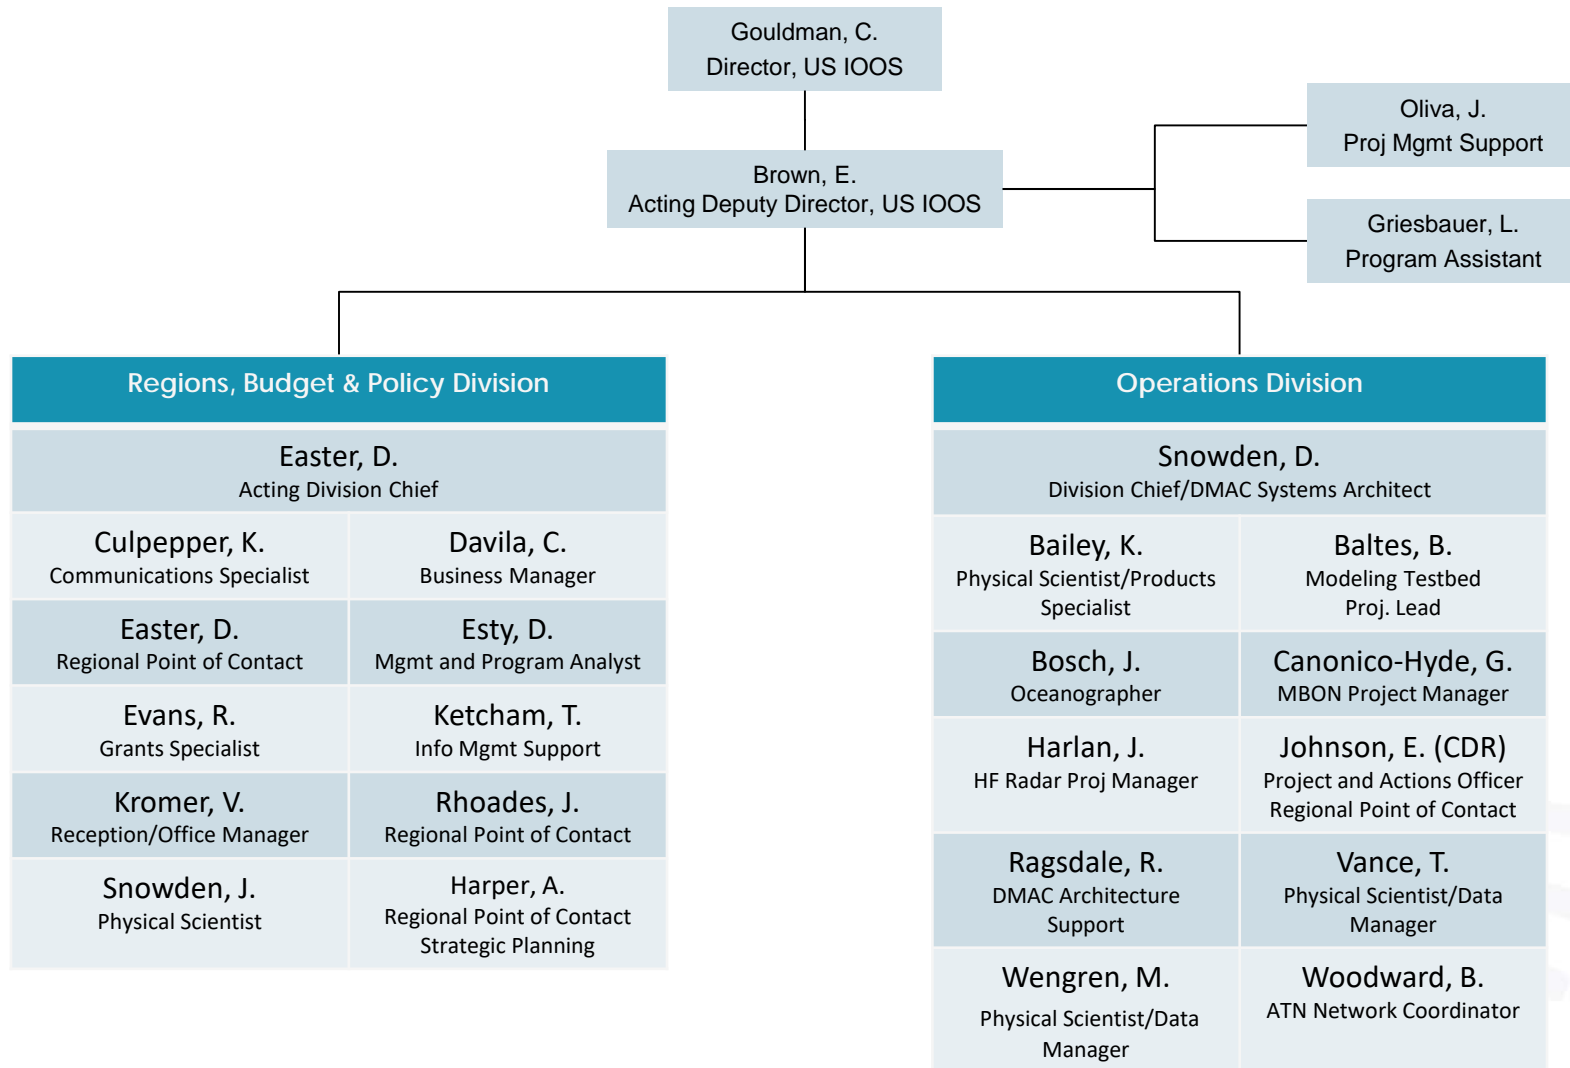 Gouldman, C.
Director, US IOOS
Oliva, J.
Proj Mgmt Support
Brown, E.
Acting Deputy Director, US IOOS
Griesbauer, L.
Program Assistant
Regions, Budget & Policy Division
Easter, D.
Acting Division Chief
Culpepper, K.
Communications Specialist
Davila, C.
Business Manager
Easter, D.
Regional Point of Contact
Esty, D.
Mgmt and Program Analyst
Evans, R.
Grants Specialist
Ketcham, T.
Info Mgmt Support
Kromer, V.
Reception/Office Manager
Rhoades, J.
Regional Point of Contact
Snowden, J.
Physical Scientist
Harper, A.
Regional Point of Contact
Strategic Planning
Operations Division
Snowden, D.
Division Chief/DMAC Systems Architect
Bailey, K.
Physical Scientist/Products
Specialist
Baltes, B.
Modeling Testbed
Proj. Lead
Bosch, J.
Oceanographer
Canonico-Hyde, G.
MBON Project Manager
Harlan, J.
HF Radar Proj Manager
Johnson, E. (CDR)
Project and Actions Officer
Regional Point of Contact
Ragsdale, R.
DMAC Architecture
Support
Vance, T.
Physical Scientist/Data
Manager
Wengren, M.
Physical Scientist/Data
Manager
Woodward, B.
ATN Network Coordinator